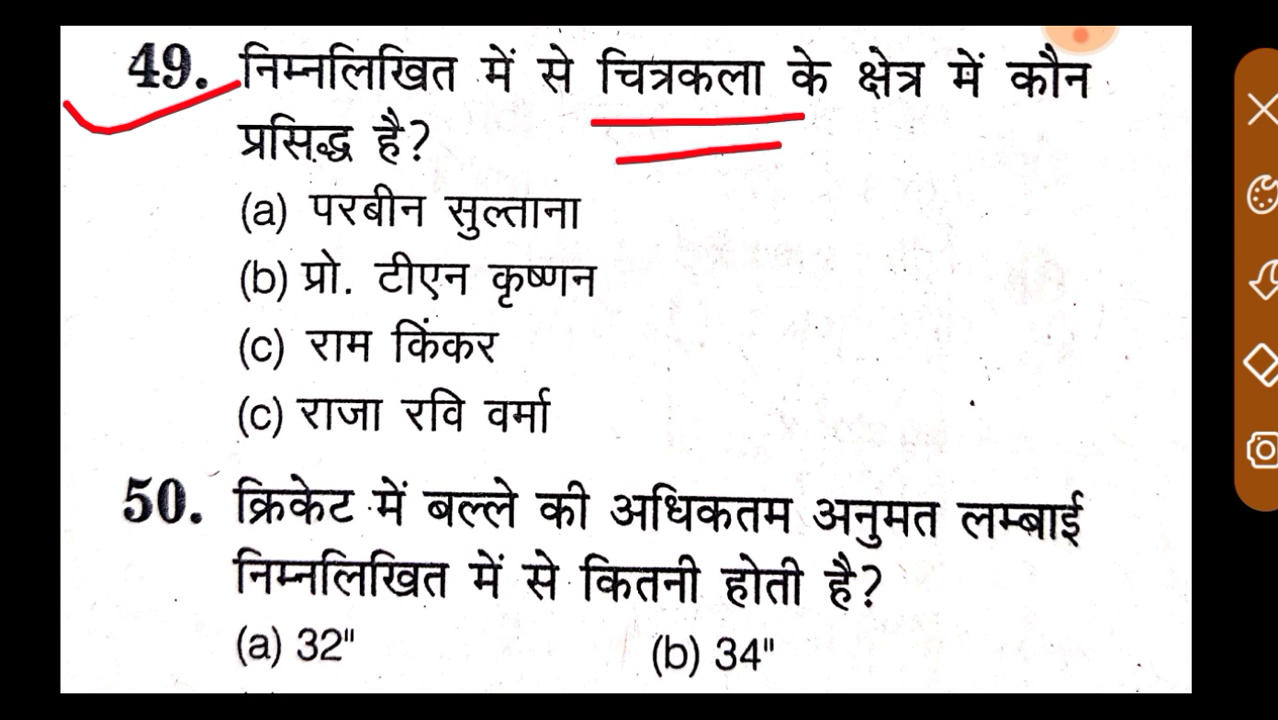 49. निम्नलिखित में से चित्रकला के क्षेत्र में कौन
प्रसिद्ध है?
(a) परबीन सुल्ताना
(b) प्रो. टीएन कृष्णन
(c) राम किंकर
(c) राजा रवि वर्मा
50. क्रिकेट में बल्ले की अधिकतम अनुमत लम्बाई
निम्नलिखित में से कितनी होती है?
(a) 32" (b) 34"